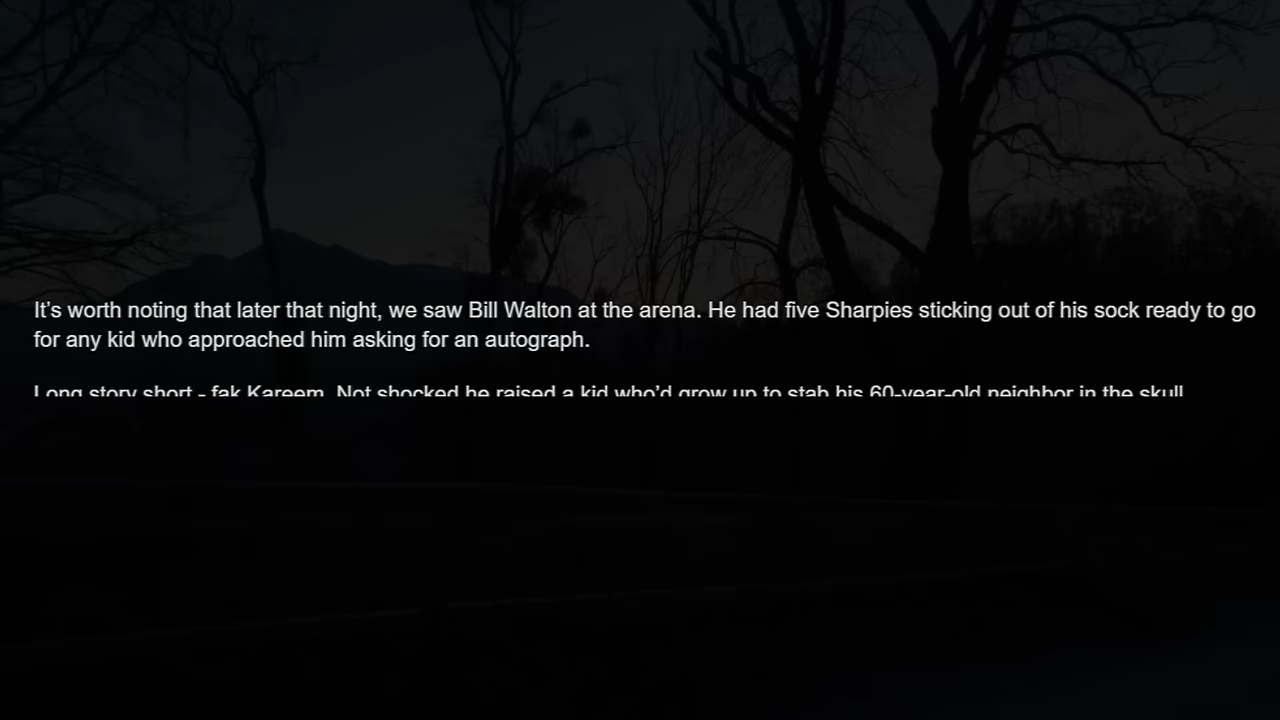 It’s worth noting that later that night, we saw Bill Walton at the arena. He had five Sharpies sticking out of his sock ready to go
for any kid who approached him asking for an autograph.
Long story short - fak Kareem. Not shocked he raised a kid who’d grow up to stab his 60-year-old neighbor in the skull